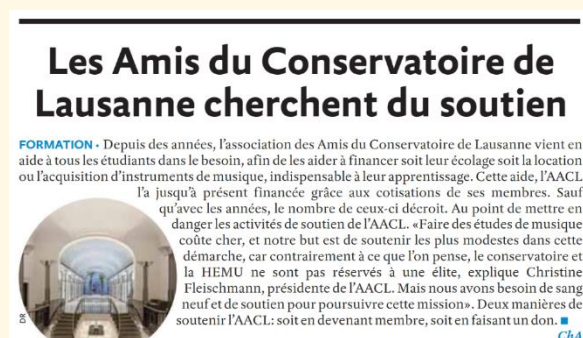 Les Amis du Conservatoire de
Lausanne cherchent du soutien
FORMATION • Depuis des années, l'association des Amis du Conservatoire de Lausanne vient en
aide à tous les étudiants dans le besoin, afin de les aider à financer soit leur écolage soit la location
ou l'acquisition d'instruments de musique, indispensable à leur apprentissage. Cette aide, l'AACL
l'a jusqu'à présent financée grâce aux cotisations de ses membres. Sauf
qu'avec les années, le nombre de ceux-ci décroit. Au point de mettre en
danger les activités de soutien de l'AACL. «Faire des études de musique
coûte cher, et notre but est de soutenir les plus modestes dans cette
démarche, car contrairement à ce que l'on pense, le conservatoire et
la HEMU ne sont pas réservés à une élite, explique Christine
Fleischmann, présidente de l'AACL. Mais nous avons besoin de sang
neuf et de soutien pour poursuivre cette mission». Deux manières de
soutenir l'AACL: soit en devenant membre, soit en faisant un don. ■
ChA
DR